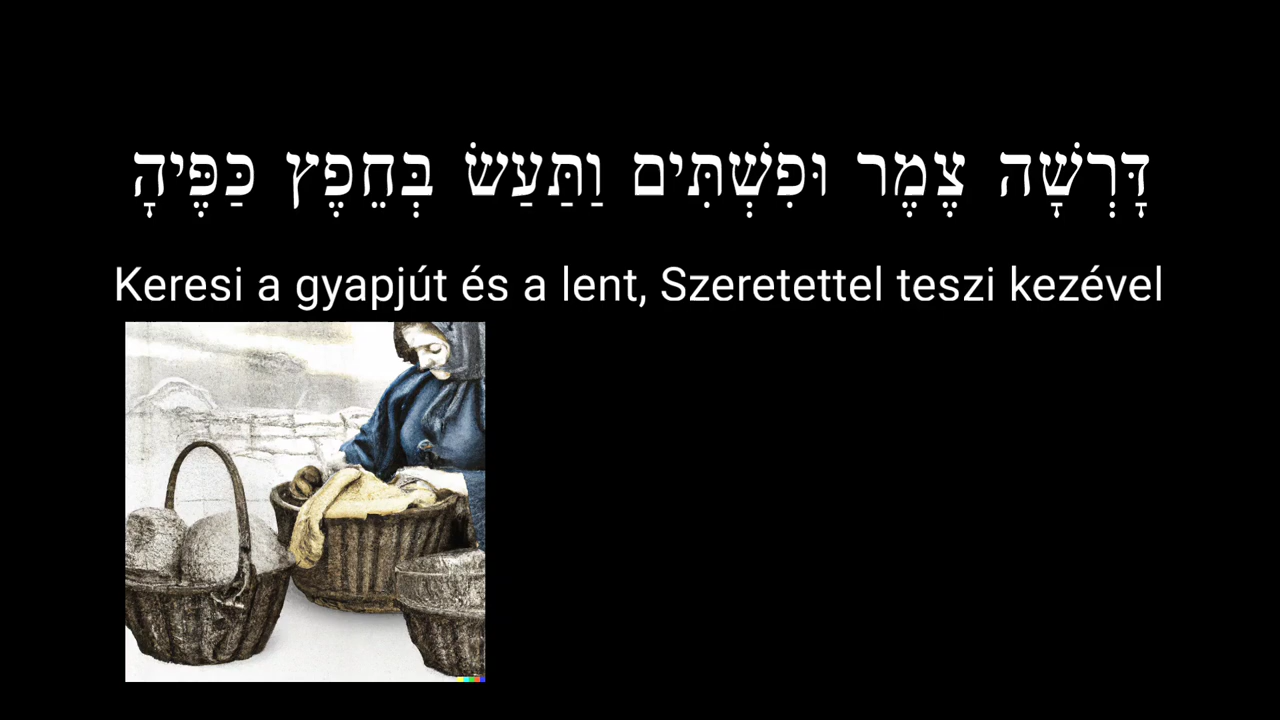 דָּרְשָׁה צֶמֶר וּפִשְׁתִּים וַתַּעַשׂ בְּחֵפֶץ כַּפֶּיהָ
Keresi a gyapjút és a lent, Szeretettel teszi kezével